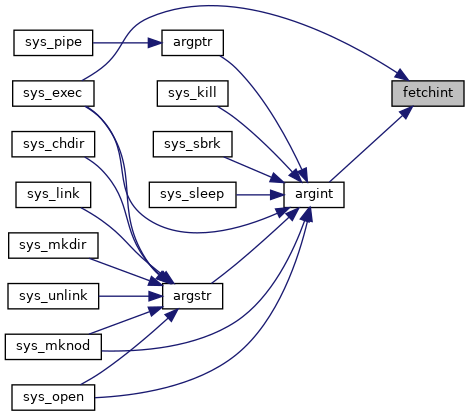 sys_pipe
argptr
sys_exec
fetchint
sys_kill
sys_chdir
sys_sbrk
sys_link
sys_sleep
argint
sys_mkdir
sys_unlink
argstr
sys_mknod
sys_open